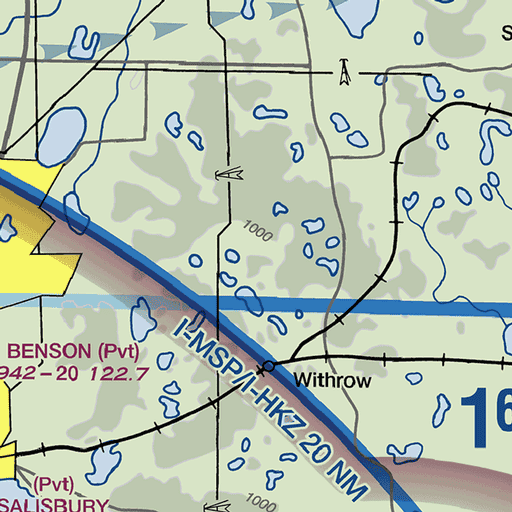 S
1000
BENSON (Pvt)
942 - 20 122.7
I-MSP/I-HKZ 20 NM
Withrow
16
(Pvt)
SALISBURY
1000